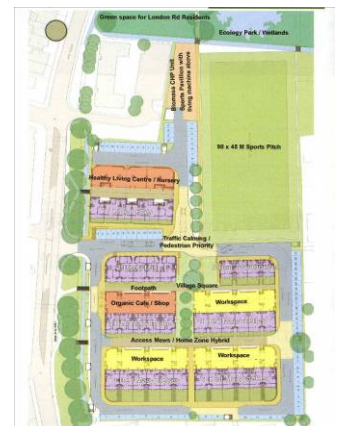 Green space for London Rd Residents
Ecology Park / Wetlands
Biomass CHP Unit
Sports Pavilion with
living machine above
90 x 45 M Sports Pitch
Healthy Living Centre / Nursery
Traffic Calming /
Pedestrian Priority
Footpath
Village Square
Organic Cafe / Shop
Workspace
Access Mews / Home Zone Hybrid
Workspace
Workspace